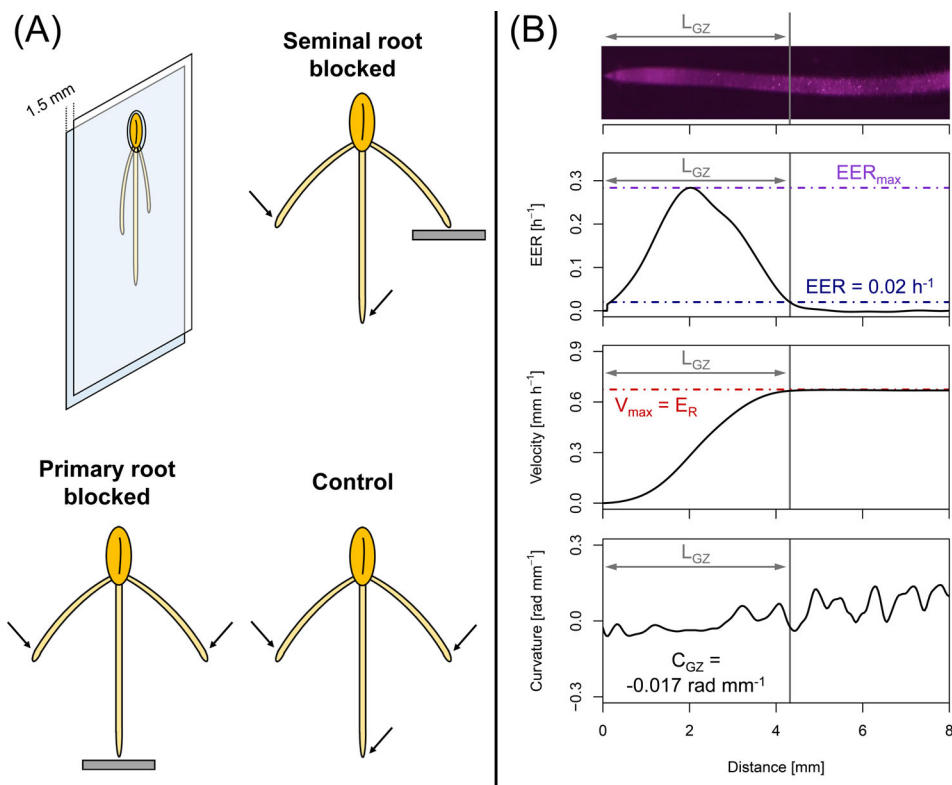 (A)
1.5 mm
Seminal root
blocked
Primary root
blocked
Control
(B)
L_GZ
L_GZ
EER_max
EER = 0.02 h⁻¹
EER [h⁻¹]
0.3
0.2
0.1
0.0
L_GZ
V_max = E_R
Velocity [mm h⁻¹]
0.9
0.6
0.3
0.0
L_GZ
C_GZ =
-0.017 rad mm⁻¹
Curvature [rad mm⁻¹]
0.3
0.0
−0.3
0
2
4
6
8
Distance [mm]